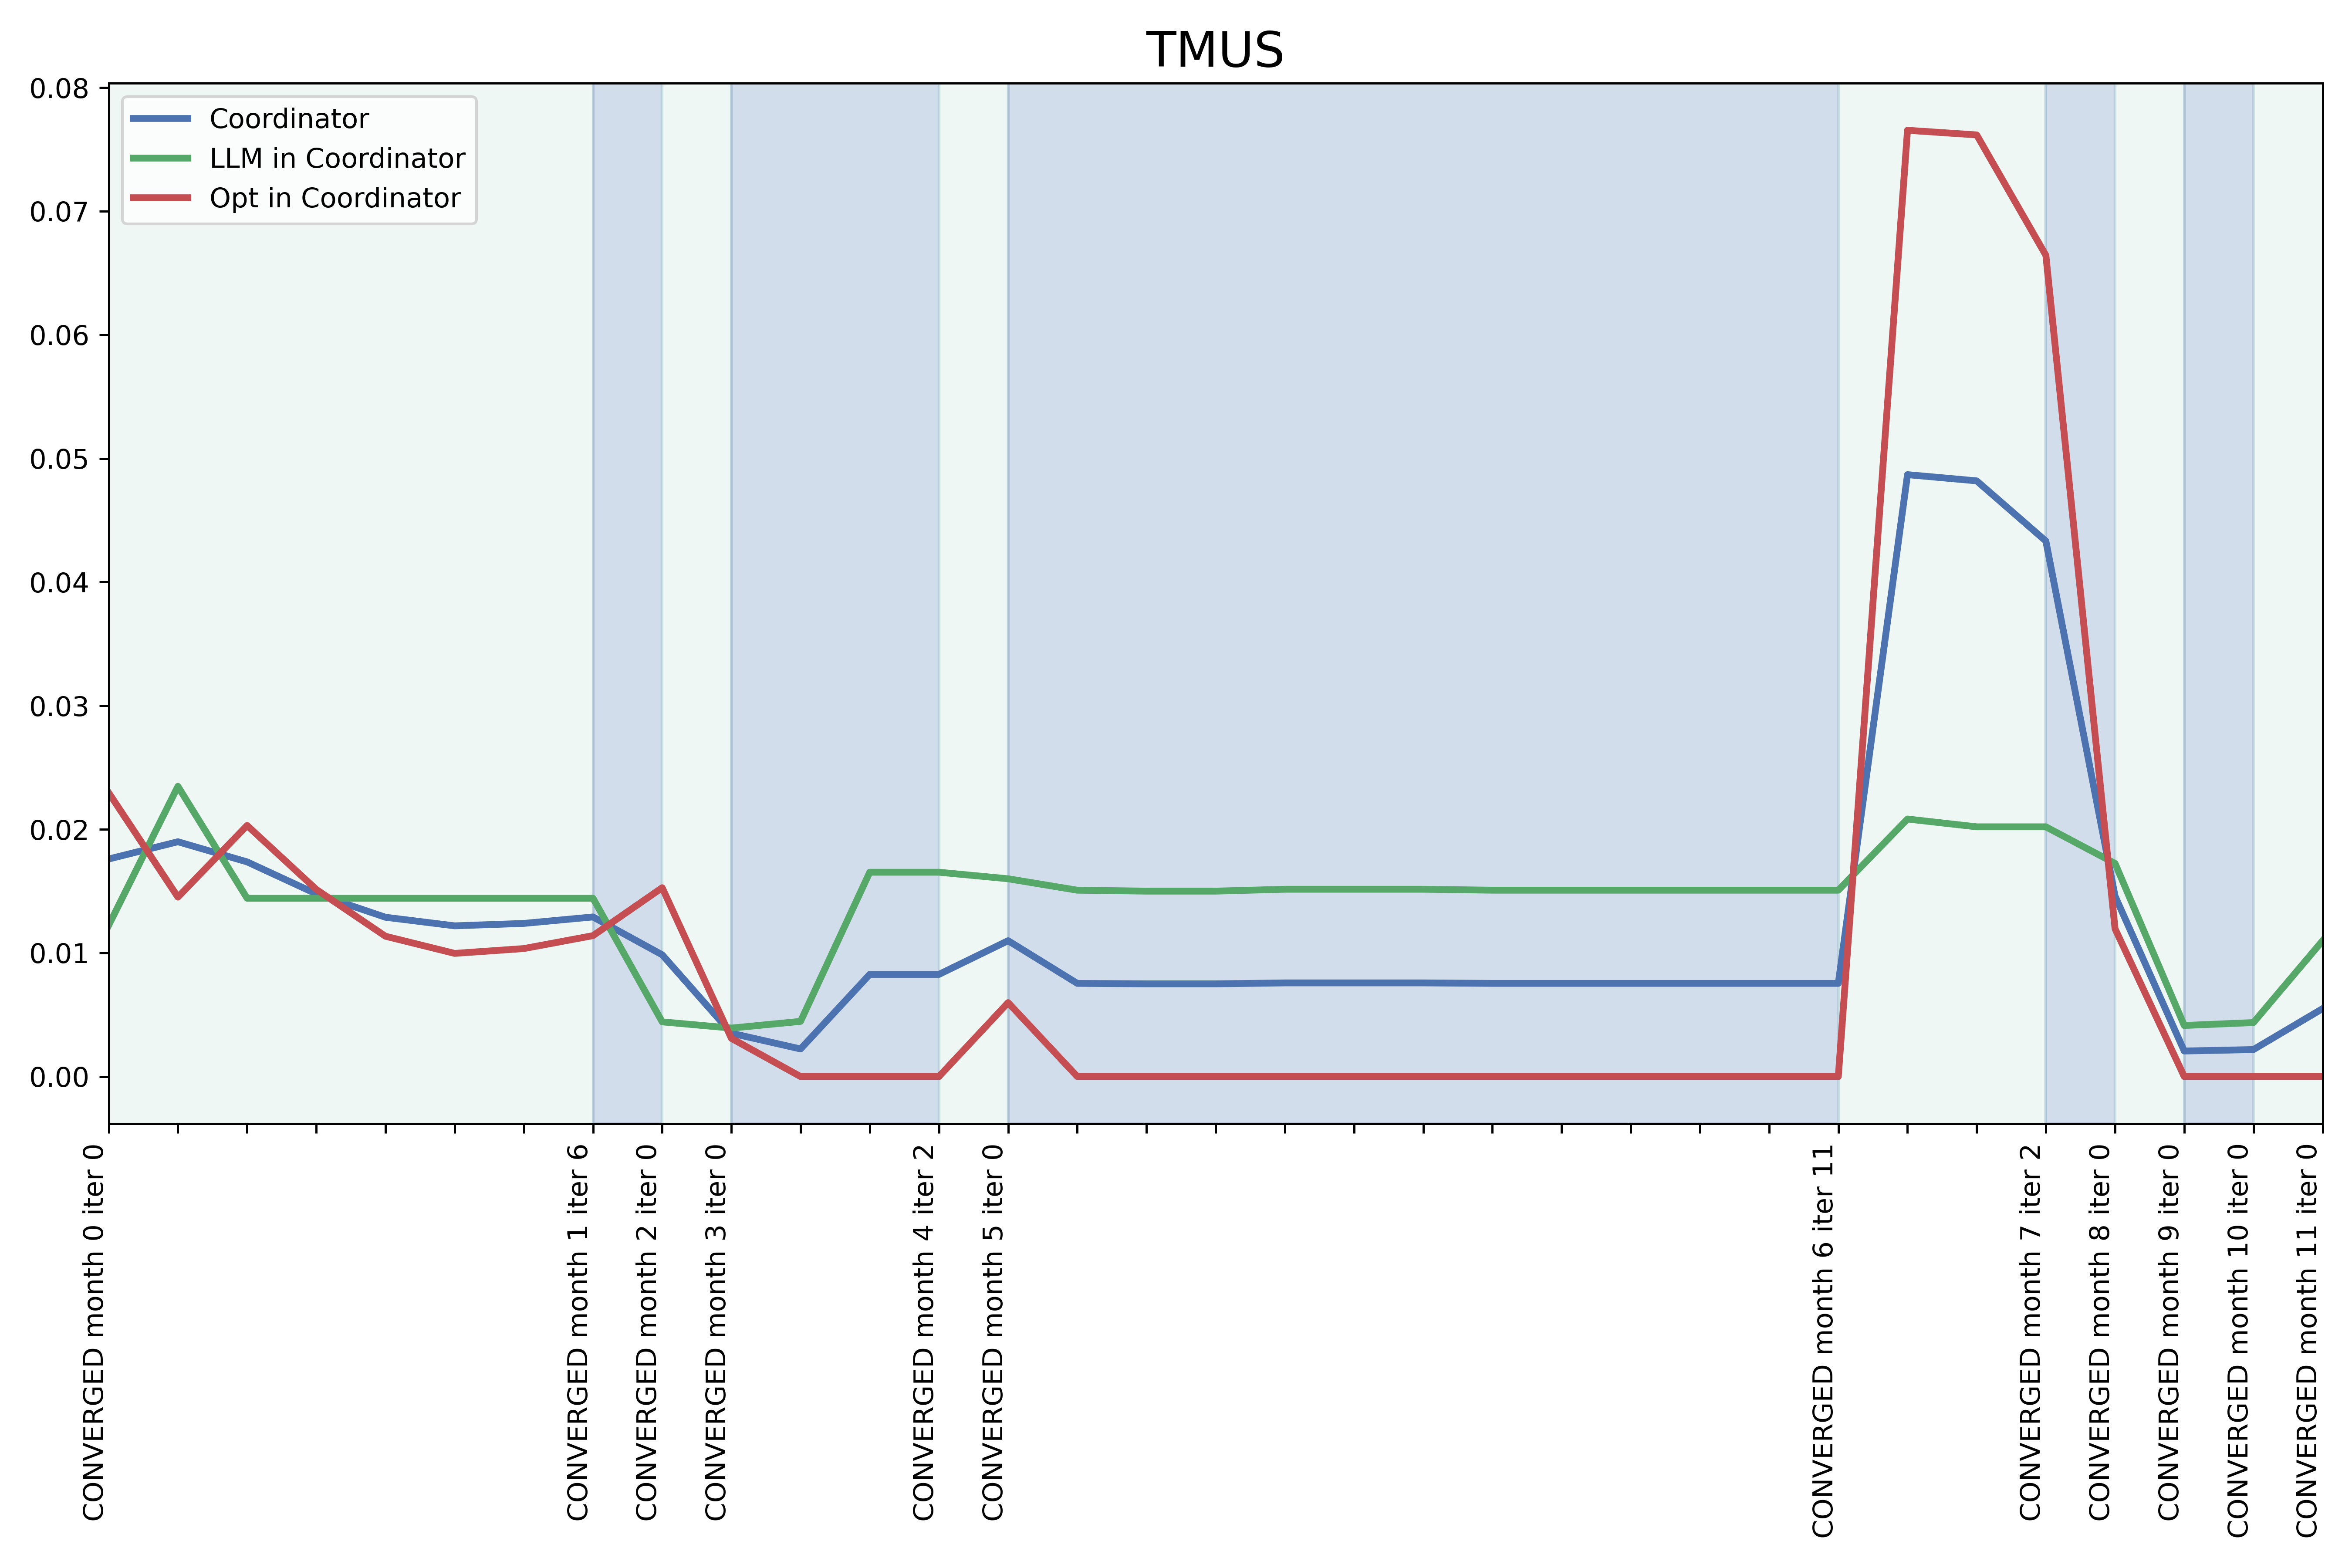 TMUS
0.08
0.07
0.06
0.05
0.04
0.03
0.02
0.01
0.00
Coordinator
LLM in Coordinator
Opt in Coordinator
CONVERGED month 0 iter 0
CONVERGED month 1 iter 6
CONVERGED month 2 iter 0
CONVERGED month 3 iter 0
CONVERGED month 4 iter 2
CONVERGED month 5 iter 0
CONVERGED month 6 iter 11
CONVERGED month 7 iter 2
CONVERGED month 8 iter 0
CONVERGED month 9 iter 0
CONVERGED month 10 iter 0
CONVERGED month 11 iter 0